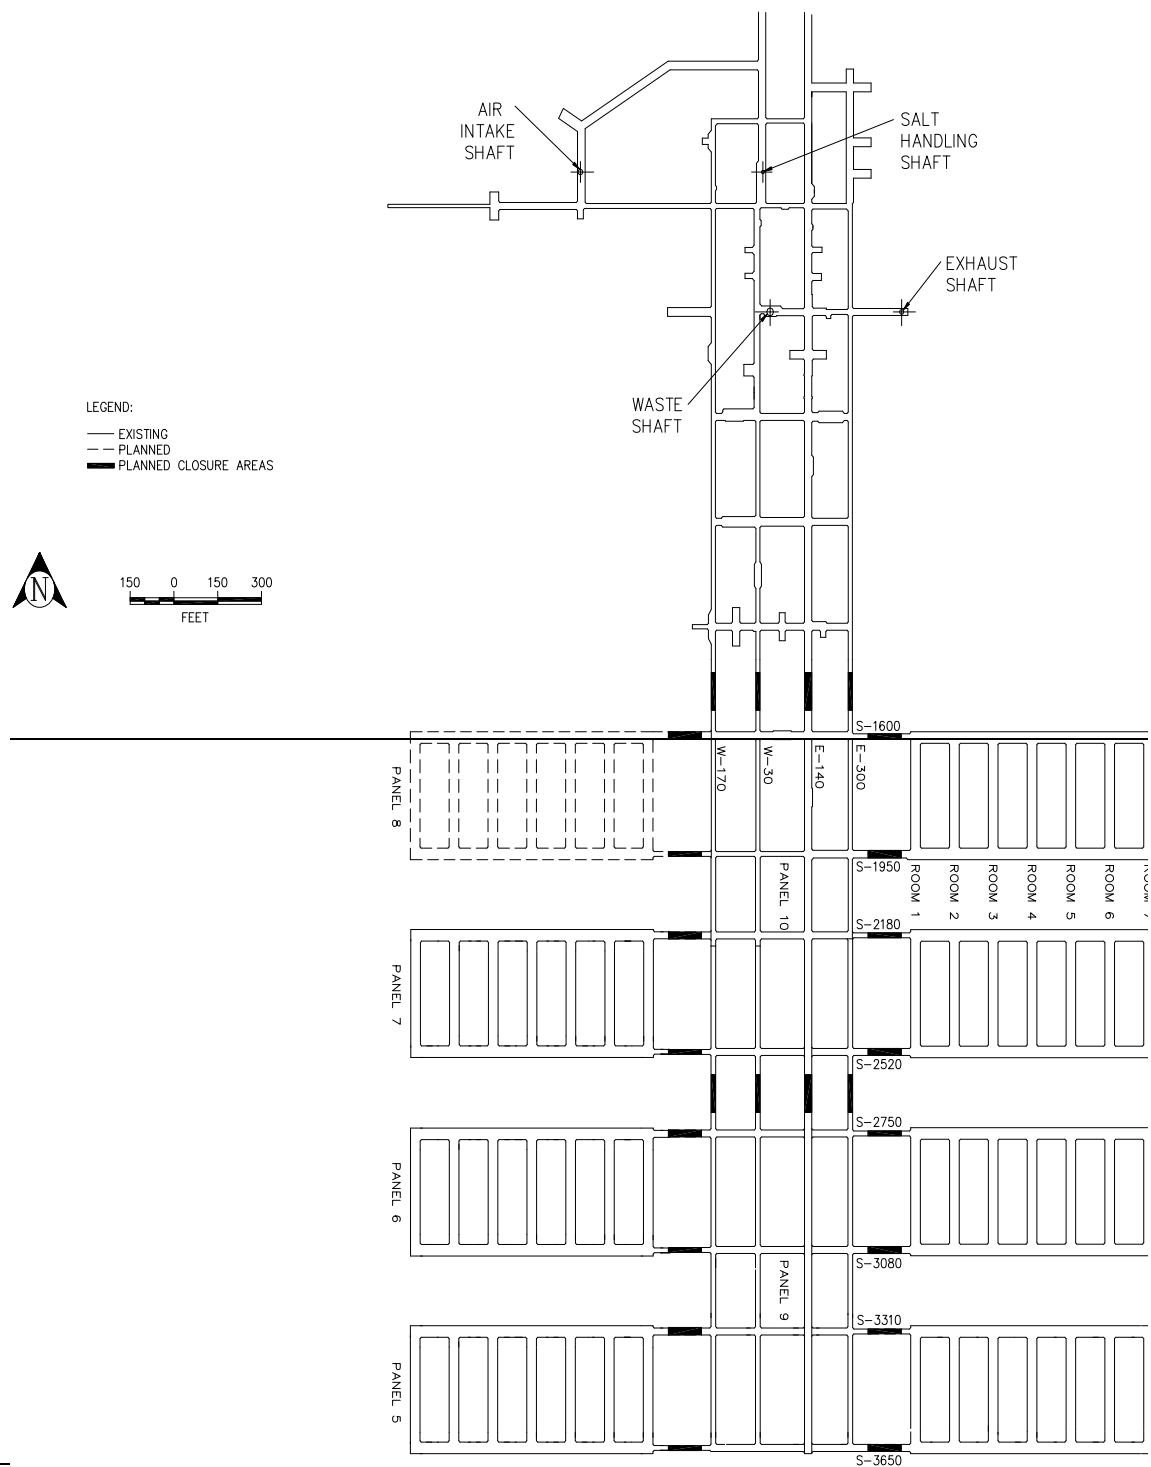 AIR
INTAKE
SHAFT
SALT
HANDLING
SHAFT
EXHAUST
SHAFT
WASTE
SHAFT
LEGEND:
EXISTING
PLANNED
PLANNED CLOSURE AREAS
N
150 0 150 300
FEET
S-1600
W-170
W-30
E-140
E-300
PANEL 8
S-1950
PANEL 10
ROOM 1
ROOM 2
ROOM 3
ROOM 4
ROOM 5
ROOM 6
S-2180
PANEL 7
S-2520
S-2750
PANEL 6
S-3080
PANEL 9
S-3310
PANEL 5
S-3650